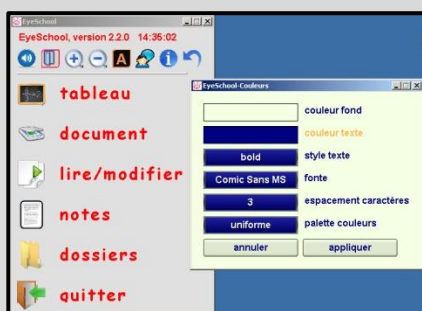 EyeSchool
EyeSchool, version 2.2.0 14:35:02
A
tableau
document
lire/modifier
notes
dossiers
quitter
EyeSchool-Couleurs
couleur fond
couleur texte
bold style texte
Comic Sans MS fonte
3 espacement caractères
uniforme palette couleurs
annuler appliquer